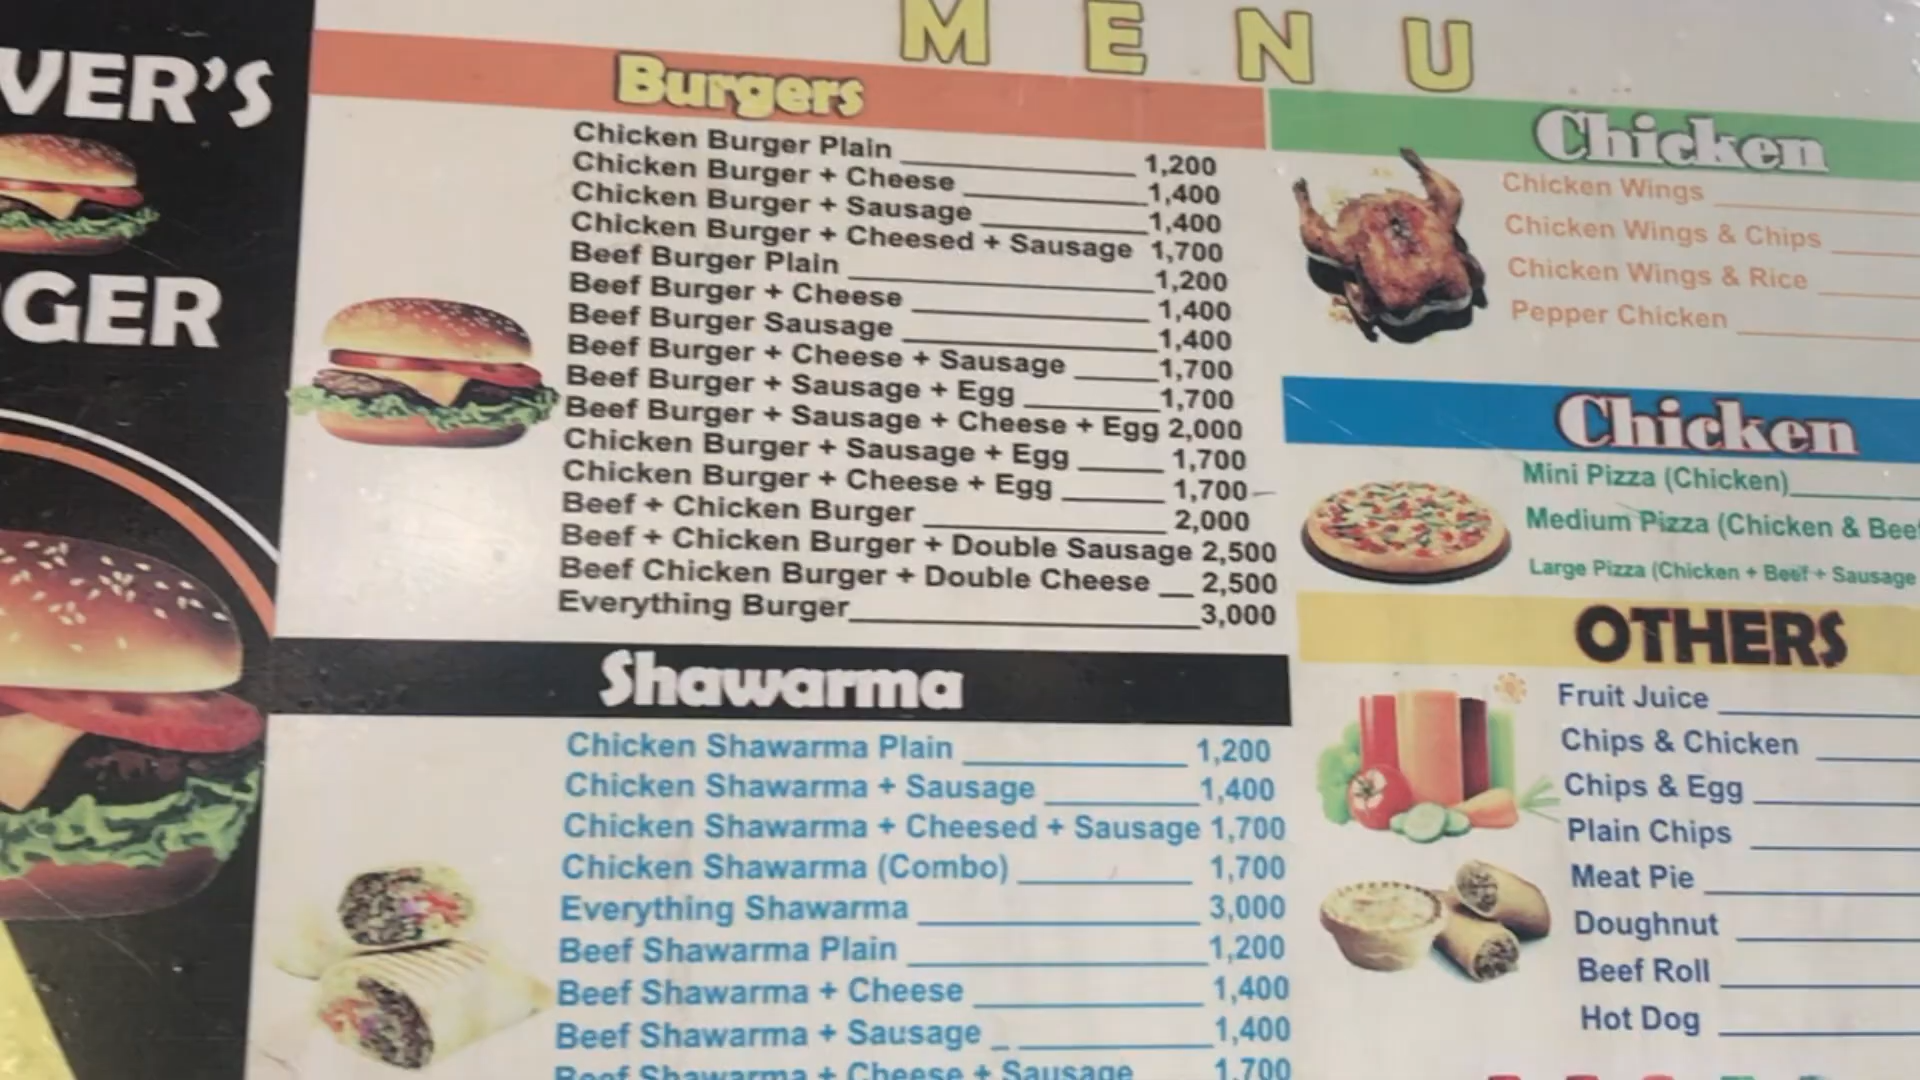 VER'S
GER
MENU
Burgers
Chicken Burger Plain 1,200
Chicken Burger + Cheese 1,400
Chicken Burger + Sausage 1,400
Chicken Burger + Cheesed + Sausage 1,700
Beef Burger Plain 1,200
Beef Burger + Cheese 1,400
Beef Burger Sausage 1,400
Beef Burger + Cheese + Sausage 1,700
Beef Burger + Sausage + Egg 1,700
Beef Burger + Sausage + Cheese + Egg 2,000
Chicken Burger + Sausage + Egg 1,700
Chicken Burger + Cheese + Egg 1,700
Beef + Chicken Burger 2,000
Beef + Chicken Burger + Double Sausage 2,500
Beef Chicken Burger + Double Cheese 2,500
Everything Burger 3,000
Shawarma
Chicken Shawarma Plain 1,200
Chicken Shawarma + Sausage 1,400
Chicken Shawarma + Cheesed + Sausage 1,700
Chicken Shawarma (Combo) 1,700
Everything Shawarma 3,000
Beef Shawarma Plain 1,200
Beef Shawarma + Cheese 1,400
Beef Shawarma + Sausage 1,400
Beef Shawarma + Cheese + Sausage 1,700
Chicken
Chicken Wings
Chicken Wings & Chips
Chicken Wings & Rice
Pepper Chicken
Chicken
Mini Pizza (Chicken)
Medium Pizza (Chicken & Beef
Large Pizza (Chicken + Beef + Sausage
OTHERS
Fruit Juice
Chips & Chicken
Chips & Egg
Plain Chips
Meat Pie
Doughnut
Beef Roll
Hot Dog